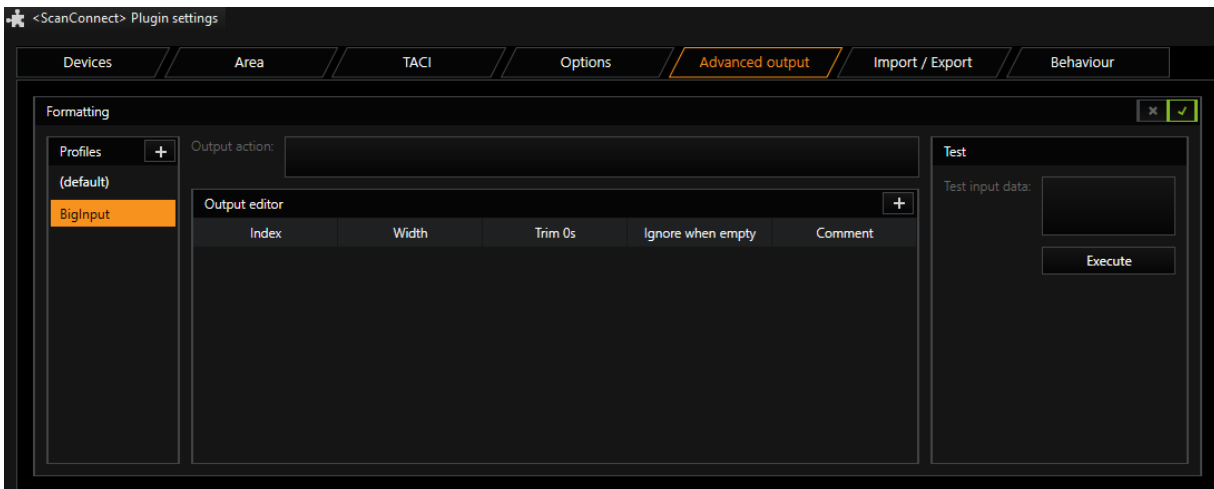 <ScanConnect> Plugin settings
Devices
Area
TACI
Options
Advanced output
Import / Export
Behaviour
Formatting
Profiles
+
(default)
BigInput
Output action:
Output editor
+
Index
Width
Trim 0s
Ignore when empty
Comment
Test
Test input data:
Execute